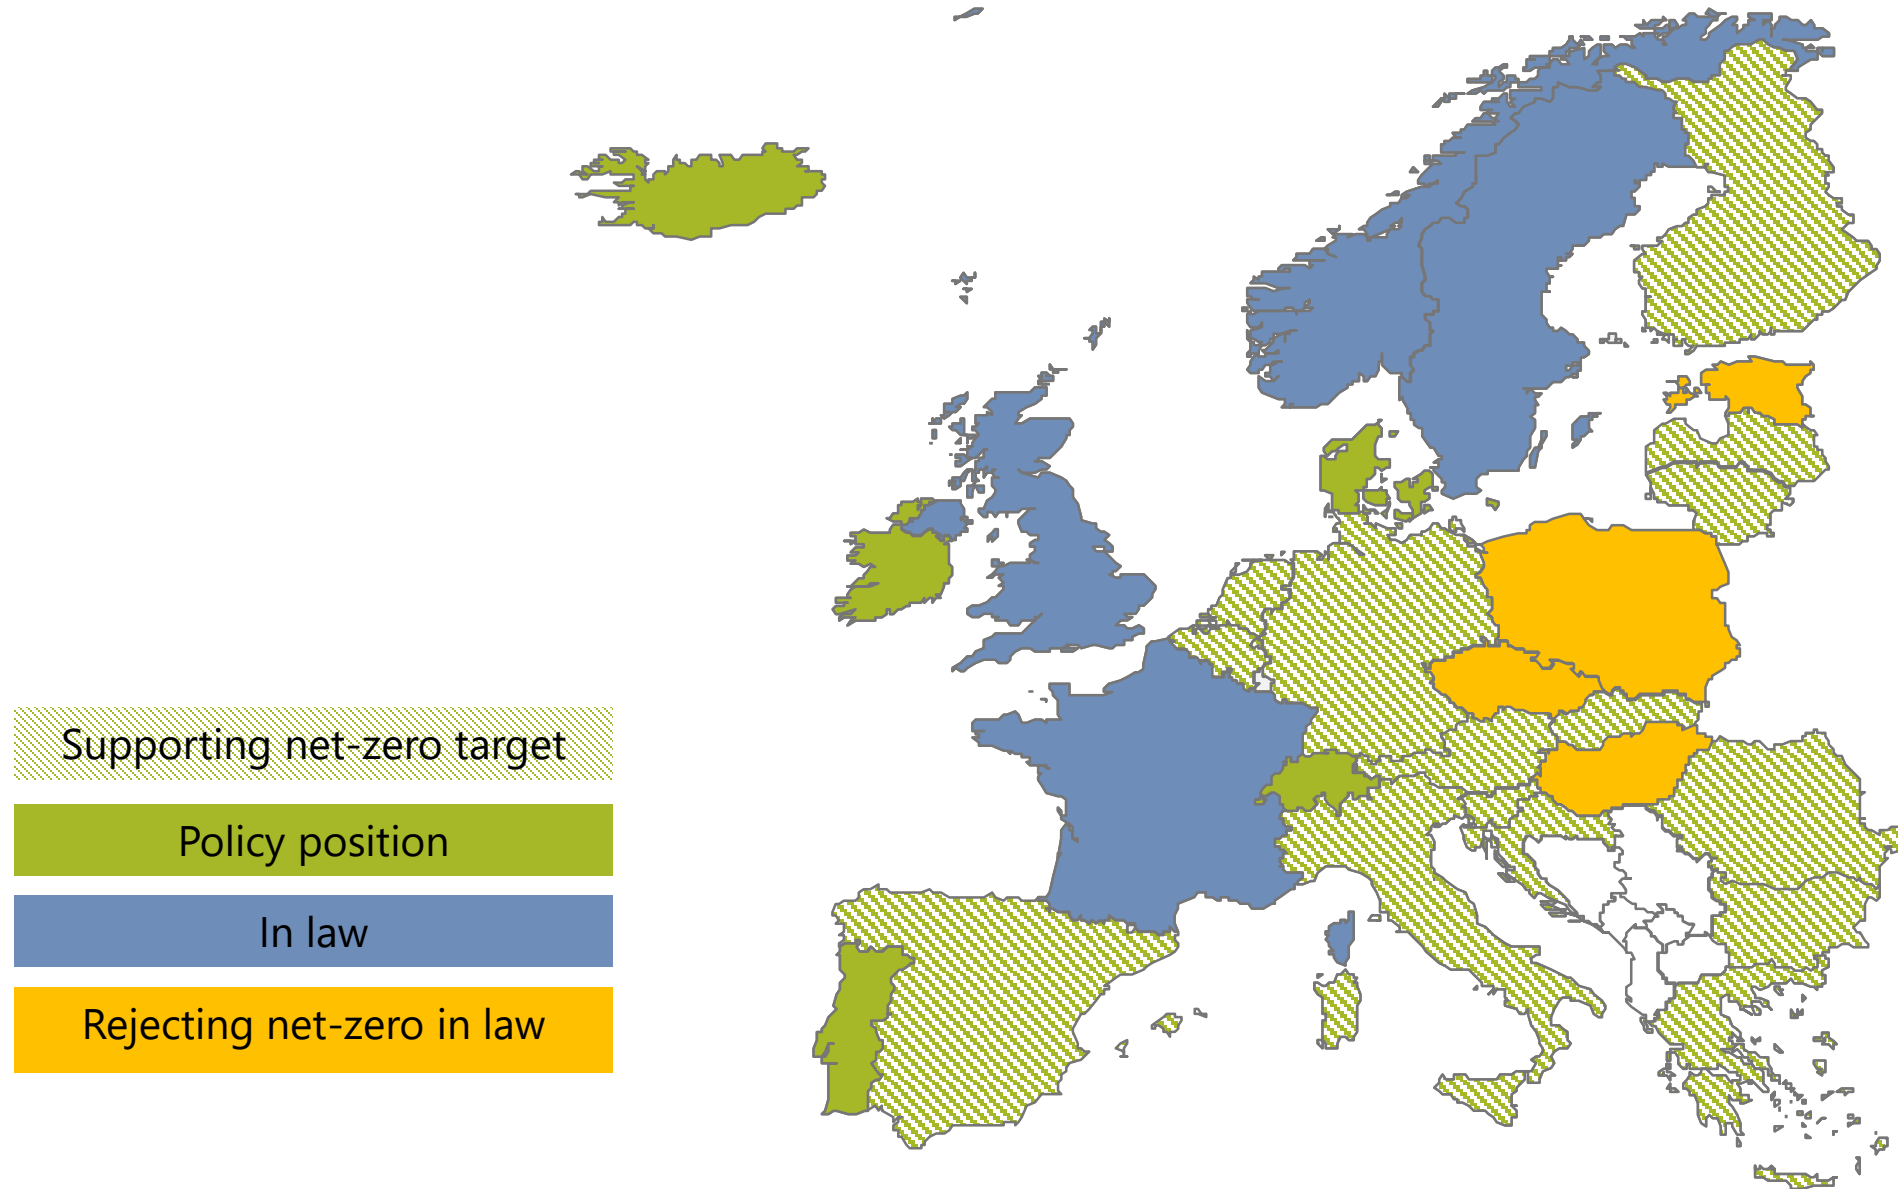 Supporting net-zero target
Policy position
In law
Rejecting net-zero in law